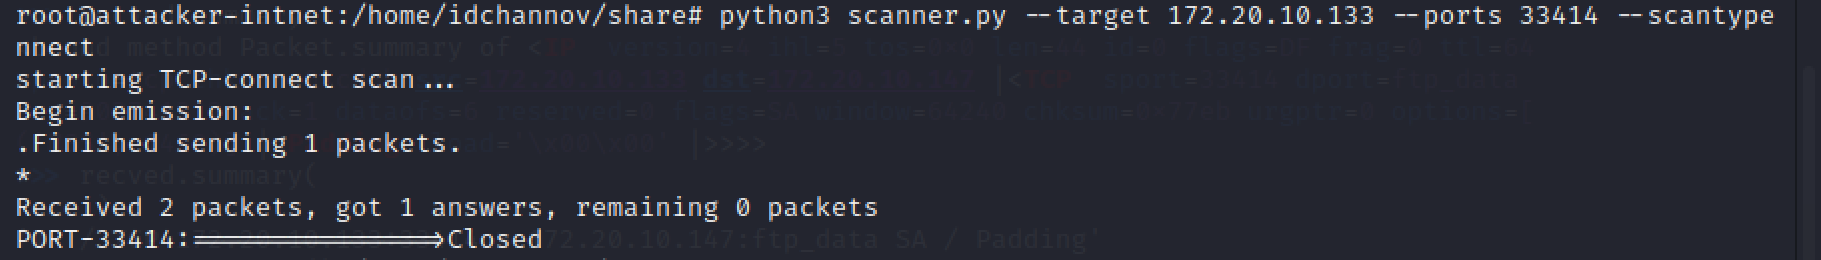 root@attacker-intnet:/home/idchannov/share# python3 scanner.py --target 172.20.10.133 --ports 33414 --scantype
nnect
starting TCP-connect scan...
Begin emission:
.Finished sending 1 packets.
*
Received 2 packets, got 1 answers, remaining 0 packets
PORT-33414:===============>Closed